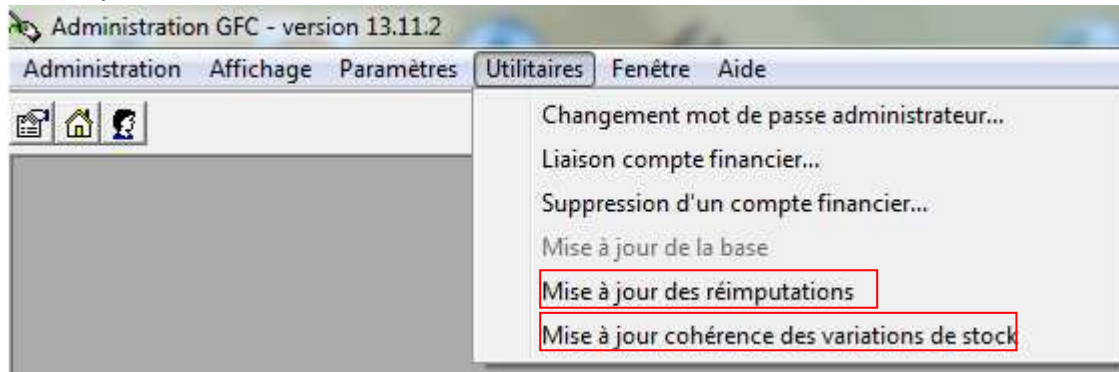 Administration GFC - version 13.11.2
Administration Affichage Paramètres Utilitaires Fenêtre Aide
Changement mot de passe administrateur...
Liaison compte financier...
Suppression d'un compte financier...
Mise à jour de la base
Mise à jour des réimputations
Mise à jour cohérence des variations de stock